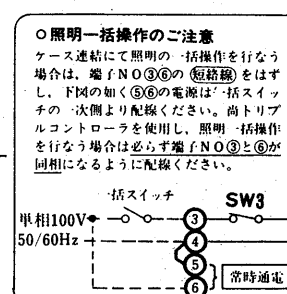 ○照明一括操作のご注意
ケース連結にて照明の一括操作を行なう
場合は、端子NO③⑥の 短絡線 をはず
し、下図の如く⑤⑥の電源は一括スイッ
チの一次側より配線ください。尚トリプ
ルコントローラを使用し、照明一括操作
を行なう場合は必らず端子NO③と⑥が
同相になるように配線ください。
一括スイッチ
SW3
単相100V
50/60Hz
③
④
⑤
⑥
常時通電